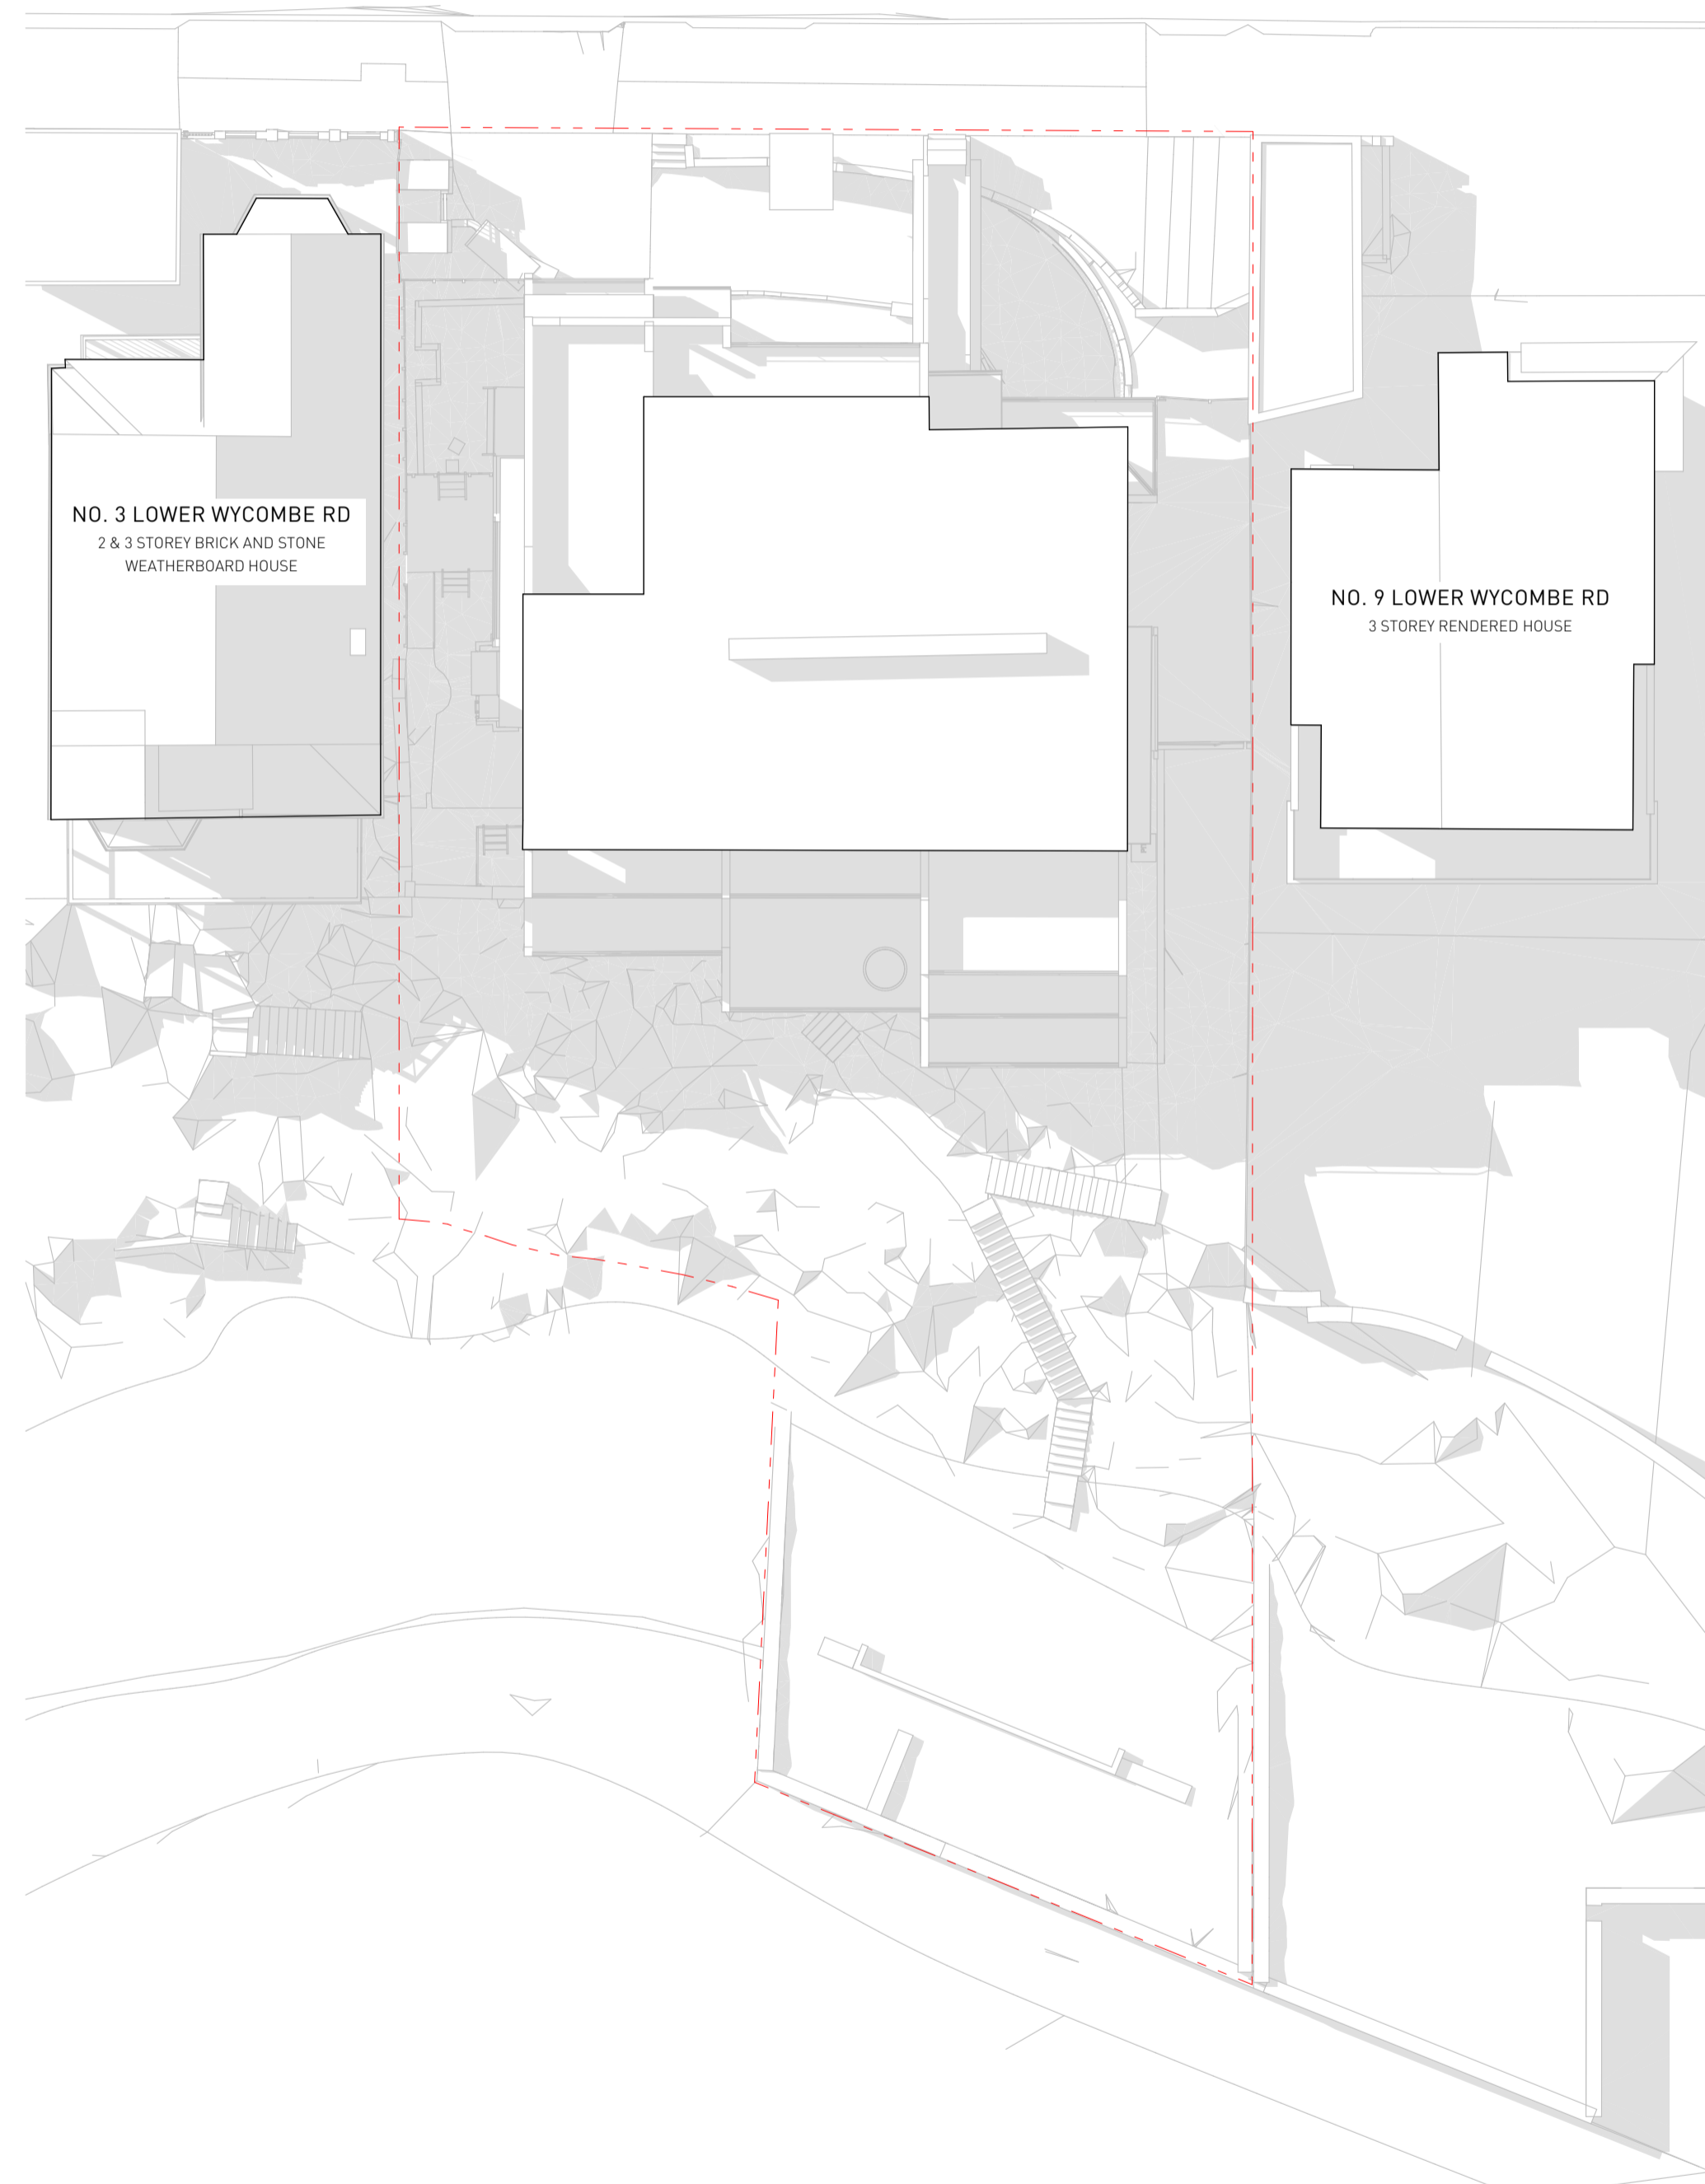 NO. 3 LOWER WYCOMBE RD
2 & 3 STOREY BRICK AND STONE
WEATHERBOARD HOUSE
NO. 9 LOWER WYCOMBE RD
3 STOREY RENDERED HOUSE